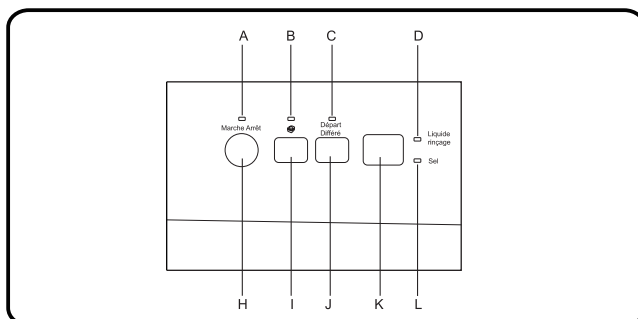 A B C D
Marche Arrêt
Départ
Différé
Liquide
rinçage
Sel
H I J K L